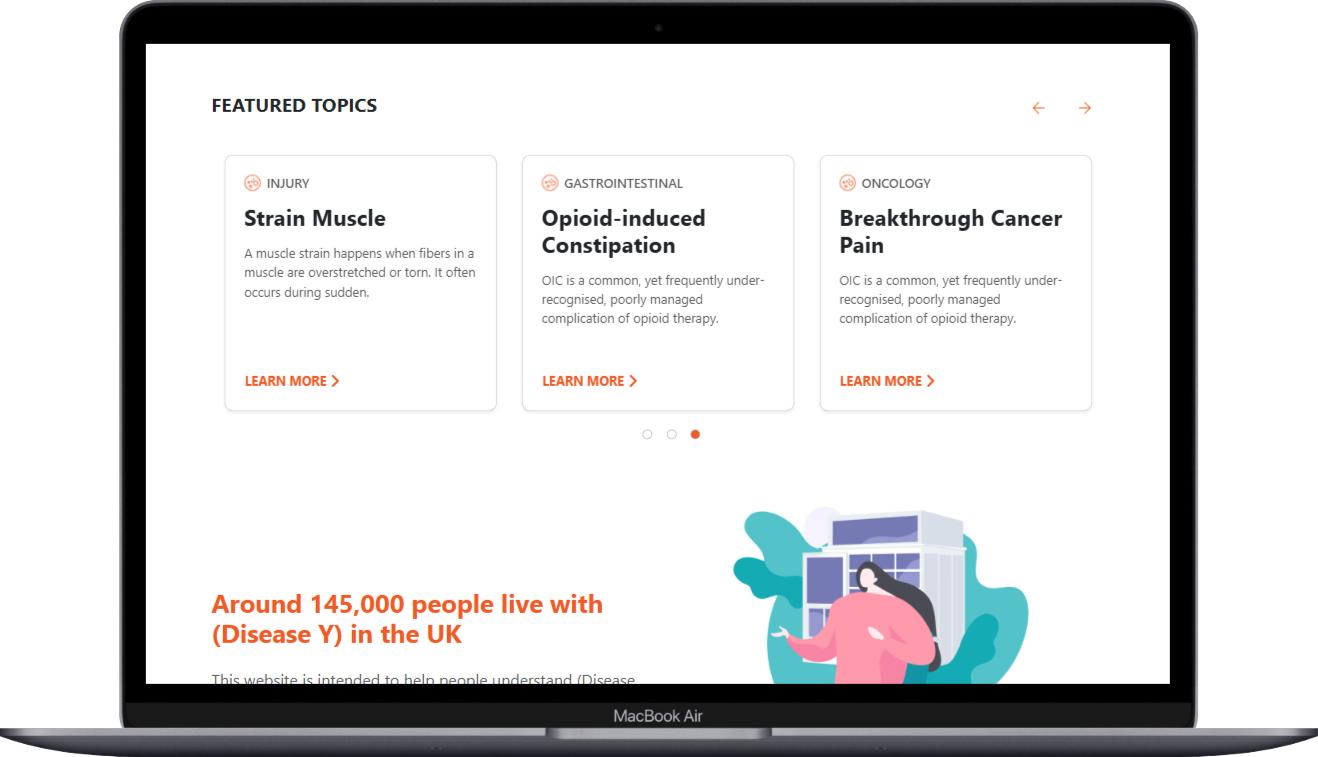 FEATURED TOPICS
INJURY
Strain Muscle
A muscle strain happens when fibers in a
muscle are overstretched or torn. It often
occurs during sudden.
LEARN MORE
GASTROINTESTINAL
Opioid-induced
Constipation
OIC is a common, yet frequently under-
recognised, poorly managed
complication of opioid therapy.
LEARN MORE
ONCOLOGY
Breakthrough Cancer
Pain
OIC is a common, yet frequently under-
recognised, poorly managed
complication of opioid therapy.
LEARN MORE
Around 145,000 people live with
(Disease Y) in the UK
This website is intended to help people understand (Disease
MacBook Air